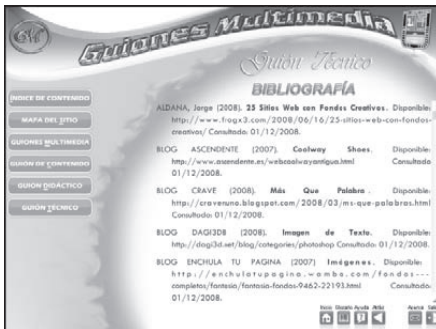 Guiones Multimedia
Guión Técnico
BIBLIOGRAFÍA
ÍNDICE DE CONTENIDO
MAPA DEL SITIO
GUIONES MULTIMEDIA
GUIÓN DE CONTENIDO
GUION DIDÁCTICO
GUIÓN TÉCNICO
ALDANA, Jorge (2008). 25 Sitios Web con Fondos Creativos. Disponible:
http://www.frogx3.com/2008/06/16/25-sitios-web-con-fondos-
creativos/ Consultado: 01/12/2008.
BLOG ASCENDENTE (2007). Coolway Shoes. Disponible:
http://www.ascendente.es/webcoolwayantigua.html Consultado:
01/12/2008.
BLOG CRAVE (2008). Más Que Palabra. Disponible:
http://cravenuno.blogspot.com/2008/03/ms-que-palabras.html
Consultado: 01/12/2008.
BLOG DAGI3D8 (2008). Imagen de Texto. Disponible:
http://dagi3d.net/blog/categories/photoshop Consultado: 01/12/2008.
BLOG ENCHULA TU PAGINA (2007) Imágenes. Disponible:
http://enchulatupagina.wamba.com/fondos---
completos/fantasia/fantasia-fondos-9462-22193.html Consultado:
01/12/2008.
Inicio Glosario Ayuda Atrás Avance